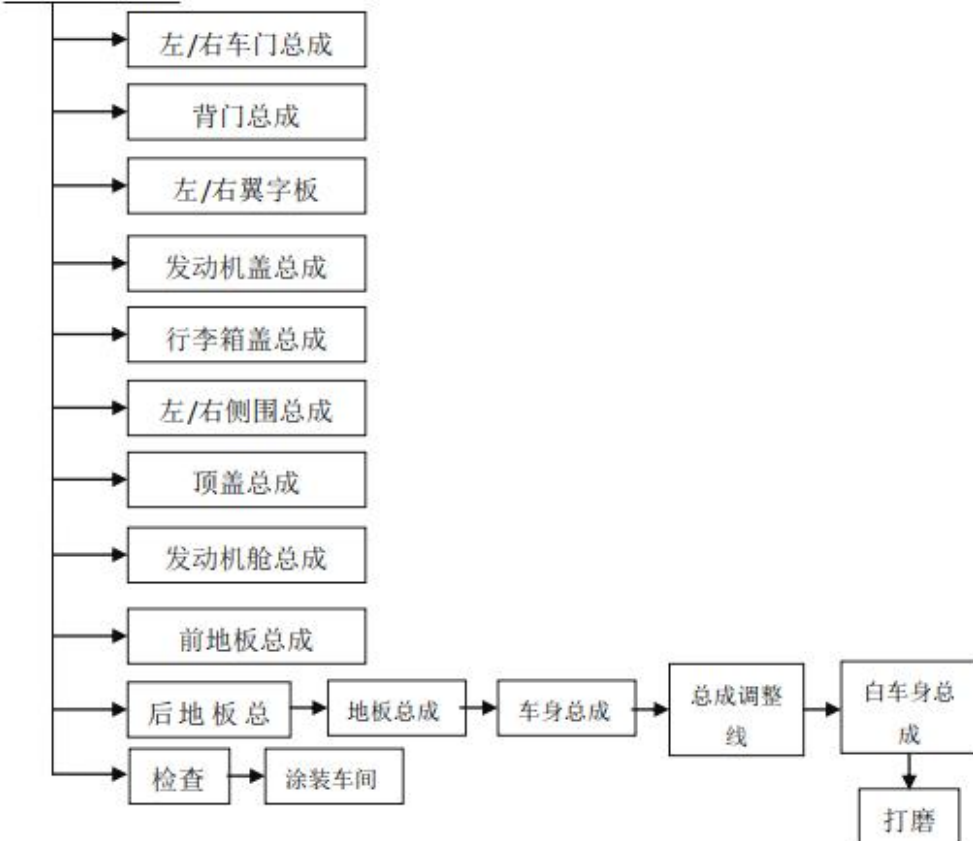 左/右车门总成
背门总成
左/右翼字板
发动机盖总成
行李箱盖总成
左/右侧围总成
顶盖总成
发动机舱总成
前地板总成
后地板总
地板总成
车身总成
总成调整
线
白车身总
成
检查
涂装车间
打磨